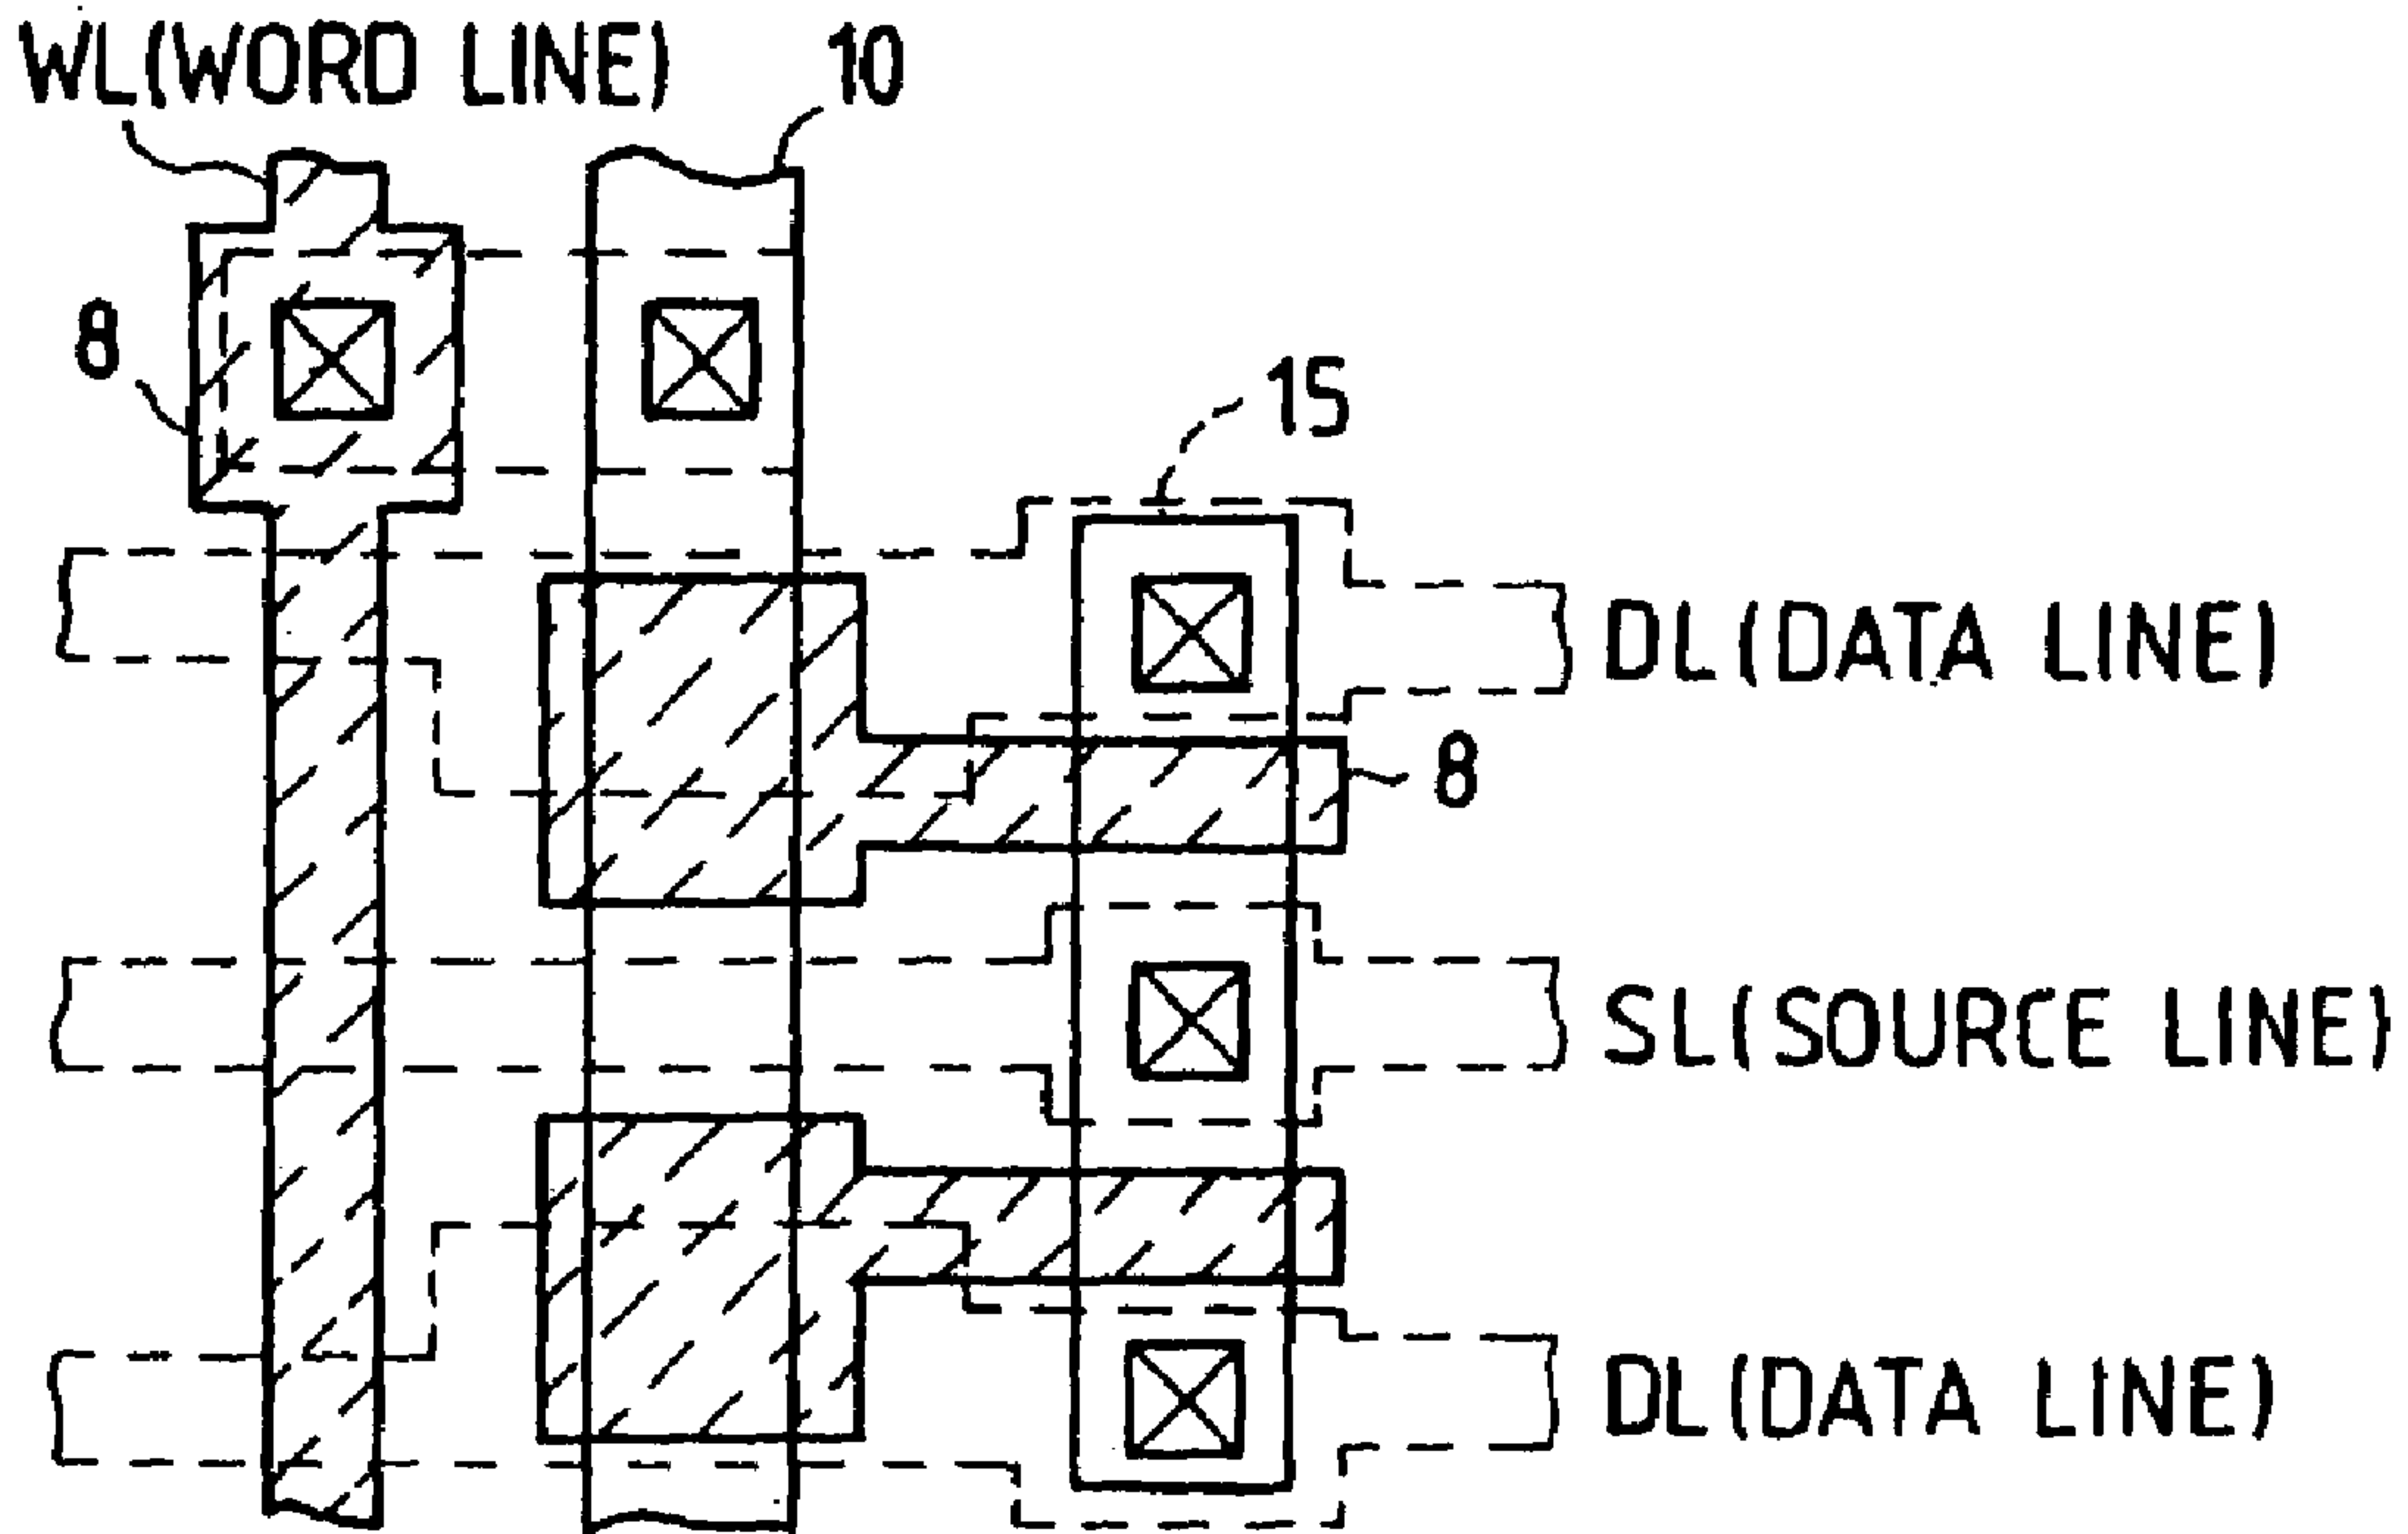 WL(WORD LINE)
10
8
15
DL(DATA LINE)
8
SL(SOURCE LINE)
DL(DATA LINE)